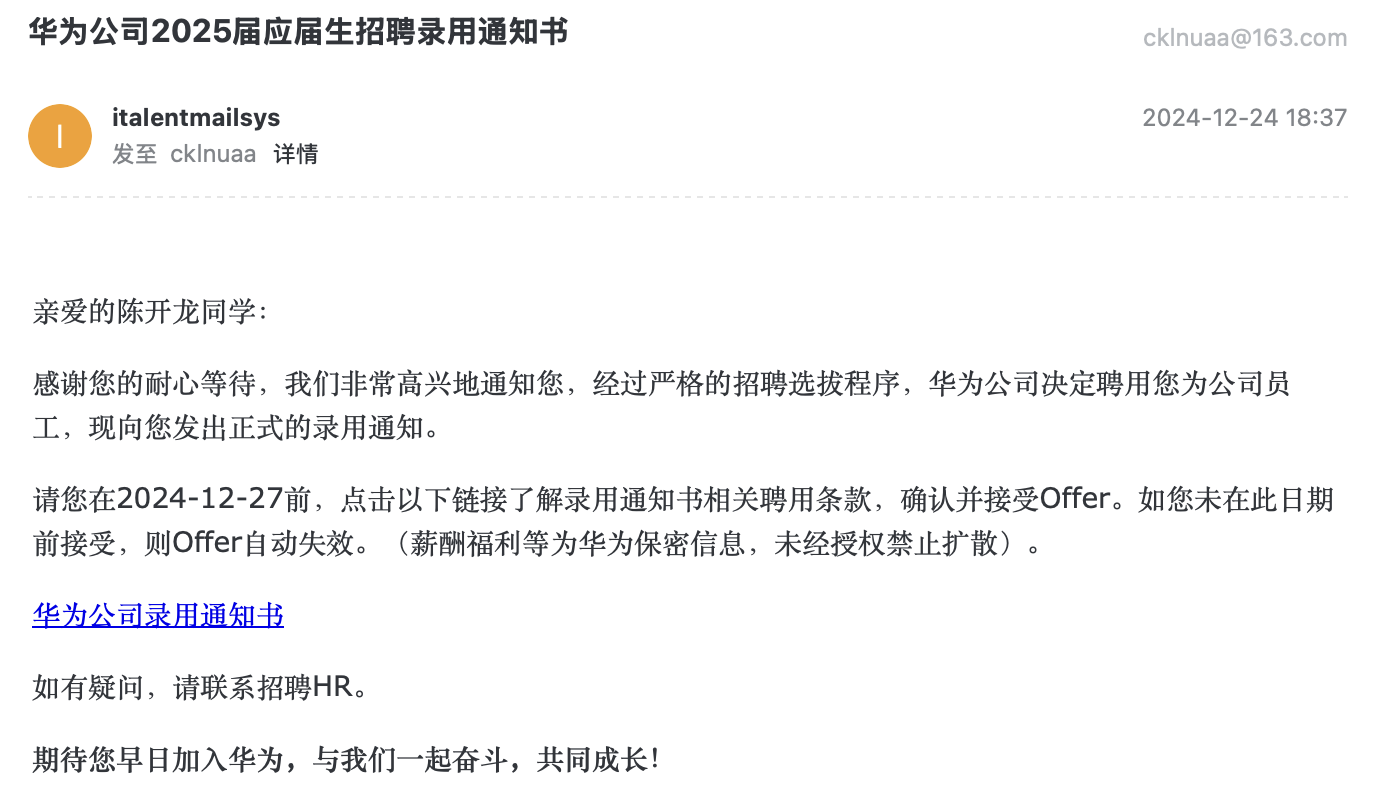 华为公司2025届应届生招聘录用通知书
cklnuaa@163.com
I
italentmailsys
2024-12-24 18:37
发至 cklnuaa 详情
亲爱的陈开龙同学：
感谢您的耐心等待，我们非常高兴地通知您，经过严格的招聘选拔程序，华为公司决定聘用您为公司员
工，现向您发出正式的录用通知。
请您在2024-12-27前，点击以下链接了解录用通知书相关聘用条款，确认并接受Offer。如您未在此日期
前接受，则Offer自动失效。（薪酬福利等为华为保密信息，未经授权禁止扩散）。
华为公司录用通知书
如有疑问，请联系招聘HR。
期待您早日加入华为，与我们一起奋斗，共同成长！